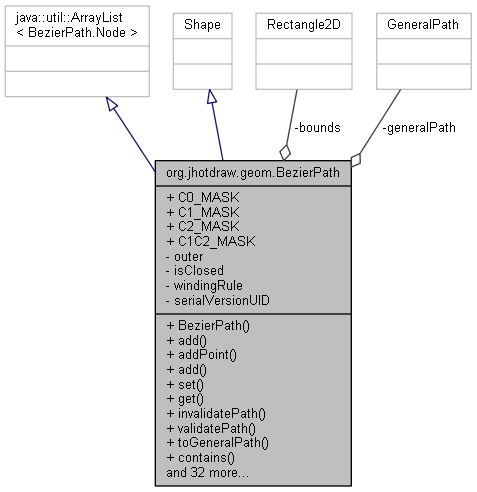 java::util::ArrayList
< BezierPath.Node >
Shape
Rectangle2D
GeneralPath
-bounds
-generalPath
org.jhotdraw.geom.BezierPath
+ C0_MASK
+ C1_MASK
+ C2_MASK
+ C1C2_MASK
- outer
- isClosed
- windingRule
- serialVersionUID
+ BezierPath()
+ add()
+ addPoint()
+ add()
+ set()
+ get()
+ invalidatePath()
+ validatePath()
+ toGeneralPath()
+ contains()
and 32 more...